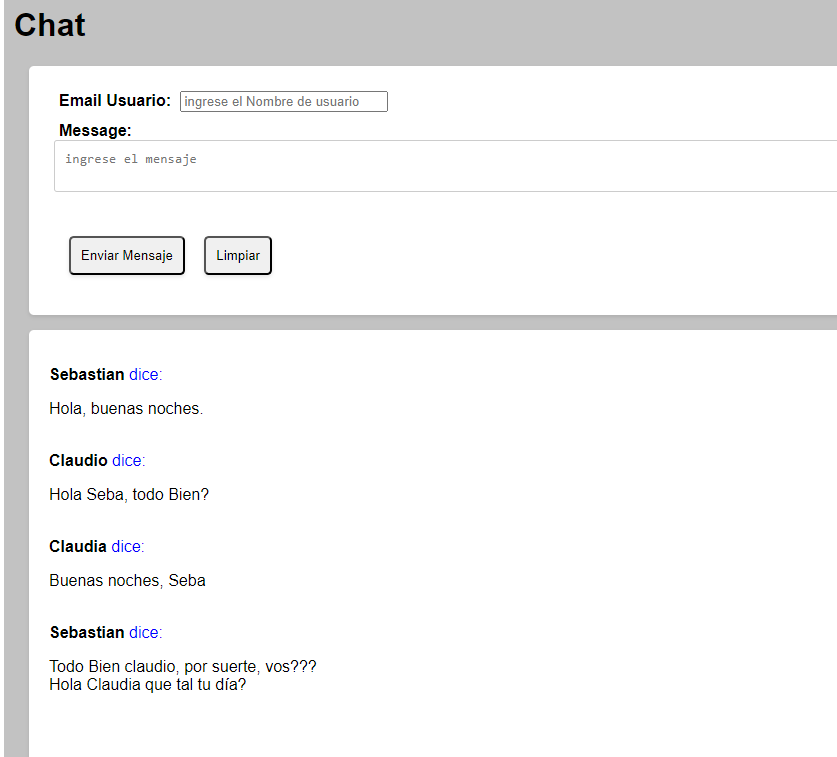 Chat
Email Usuario: ingrese el Nombre de usuario
Message:
ingrese el mensaje
Enviar Mensaje Limpiar
Sebastian dice:
Hola, buenas noches.
Claudio dice:
Hola Seba, todo Bien?
Claudia dice:
Buenas noches, Seba
Sebastian dice:
Todo Bien claudio, por suerte, vos???
Hola Claudia que tal tu día?